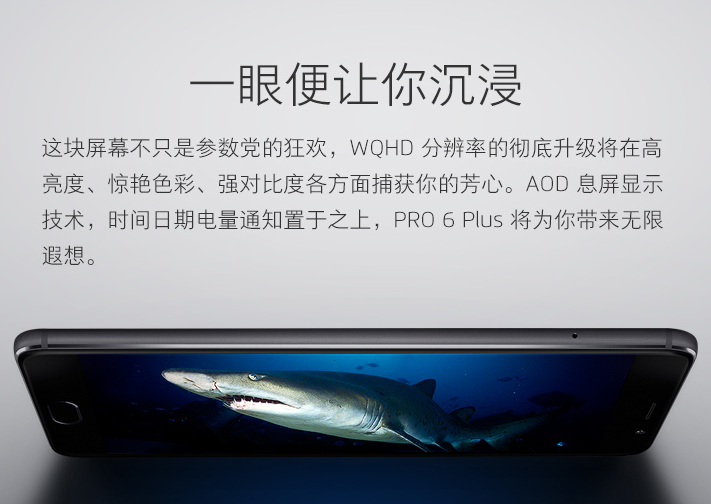 一眼便让你沉浸
这块屏幕不只是参数党的狂欢，WQHD 分辨率的彻底升级将在高
亮度、惊艳色彩、强对比度各方面捕获你的芳心。AOD 息屏显示
技术，时间日期电量通知置于之上，PRO 6 Plus 将为你带来无限
遐想。